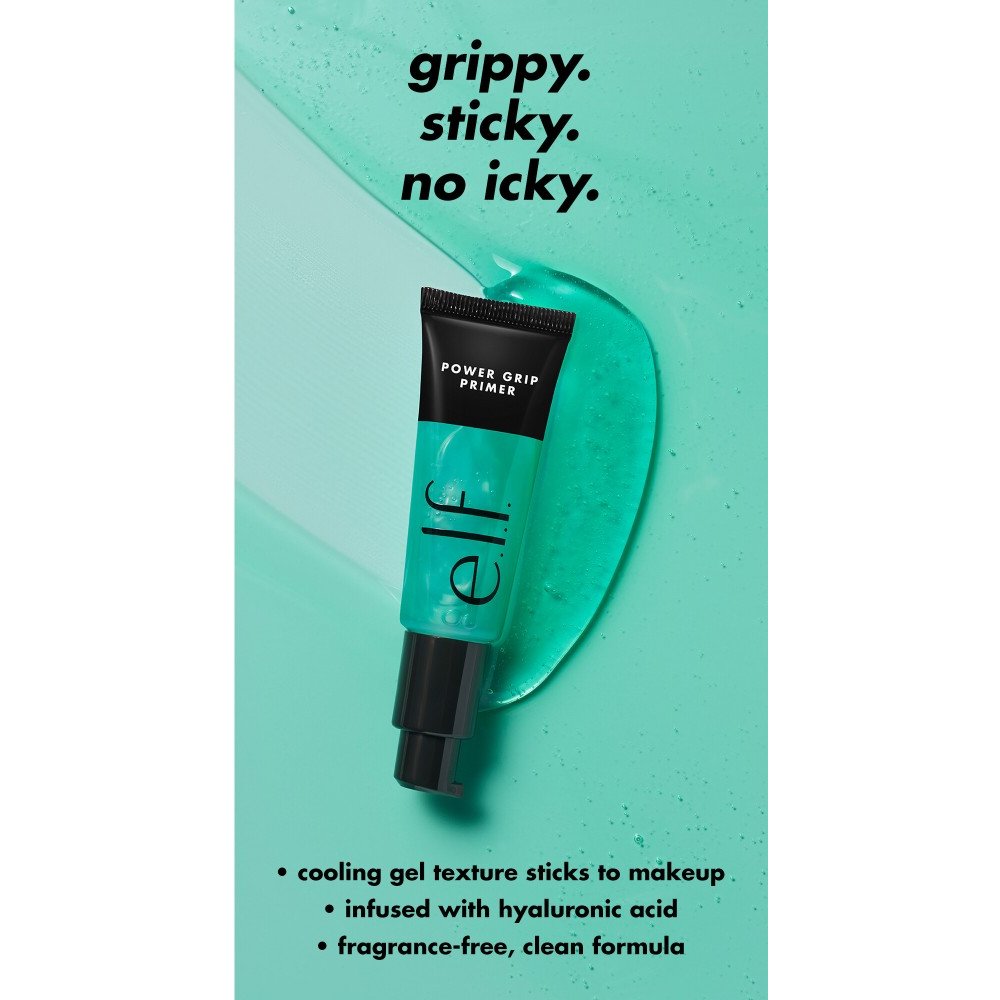 grippy.
sticky.
no icky.
POWER GRIP
PRIMER
e.l.f.
• cooling gel texture sticks to makeup
• infused with hyaluronic acid
• fragrance-free, clean formula